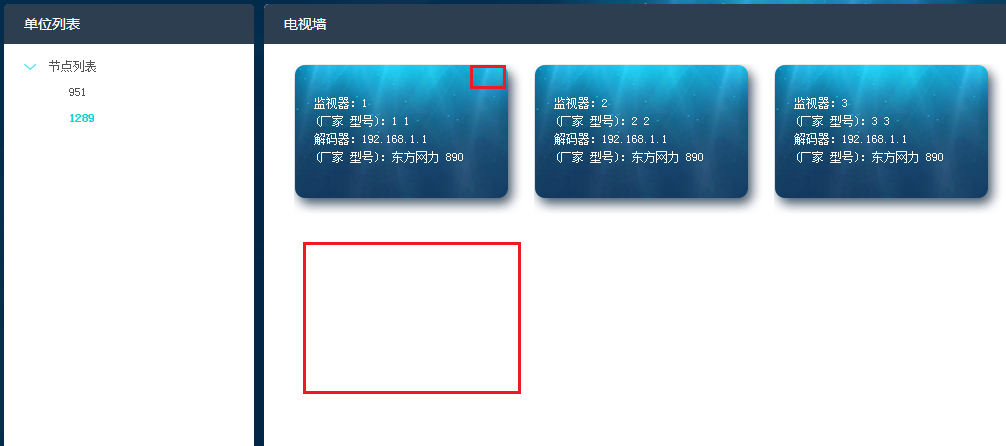 单位列表
节点列表
951
1289
电视墙
监视器：1
(厂家 型号)：1 1
解码器：192.168.1.1
(厂家 型号)：东方网力 890
监视器：2
(厂家 型号)：2 2
解码器：192.168.1.1
(厂家 型号)：东方网力 890
监视器：3
(厂家 型号)：3 3
解码器：192.168.1.1
(厂家 型号)：东方网力 890